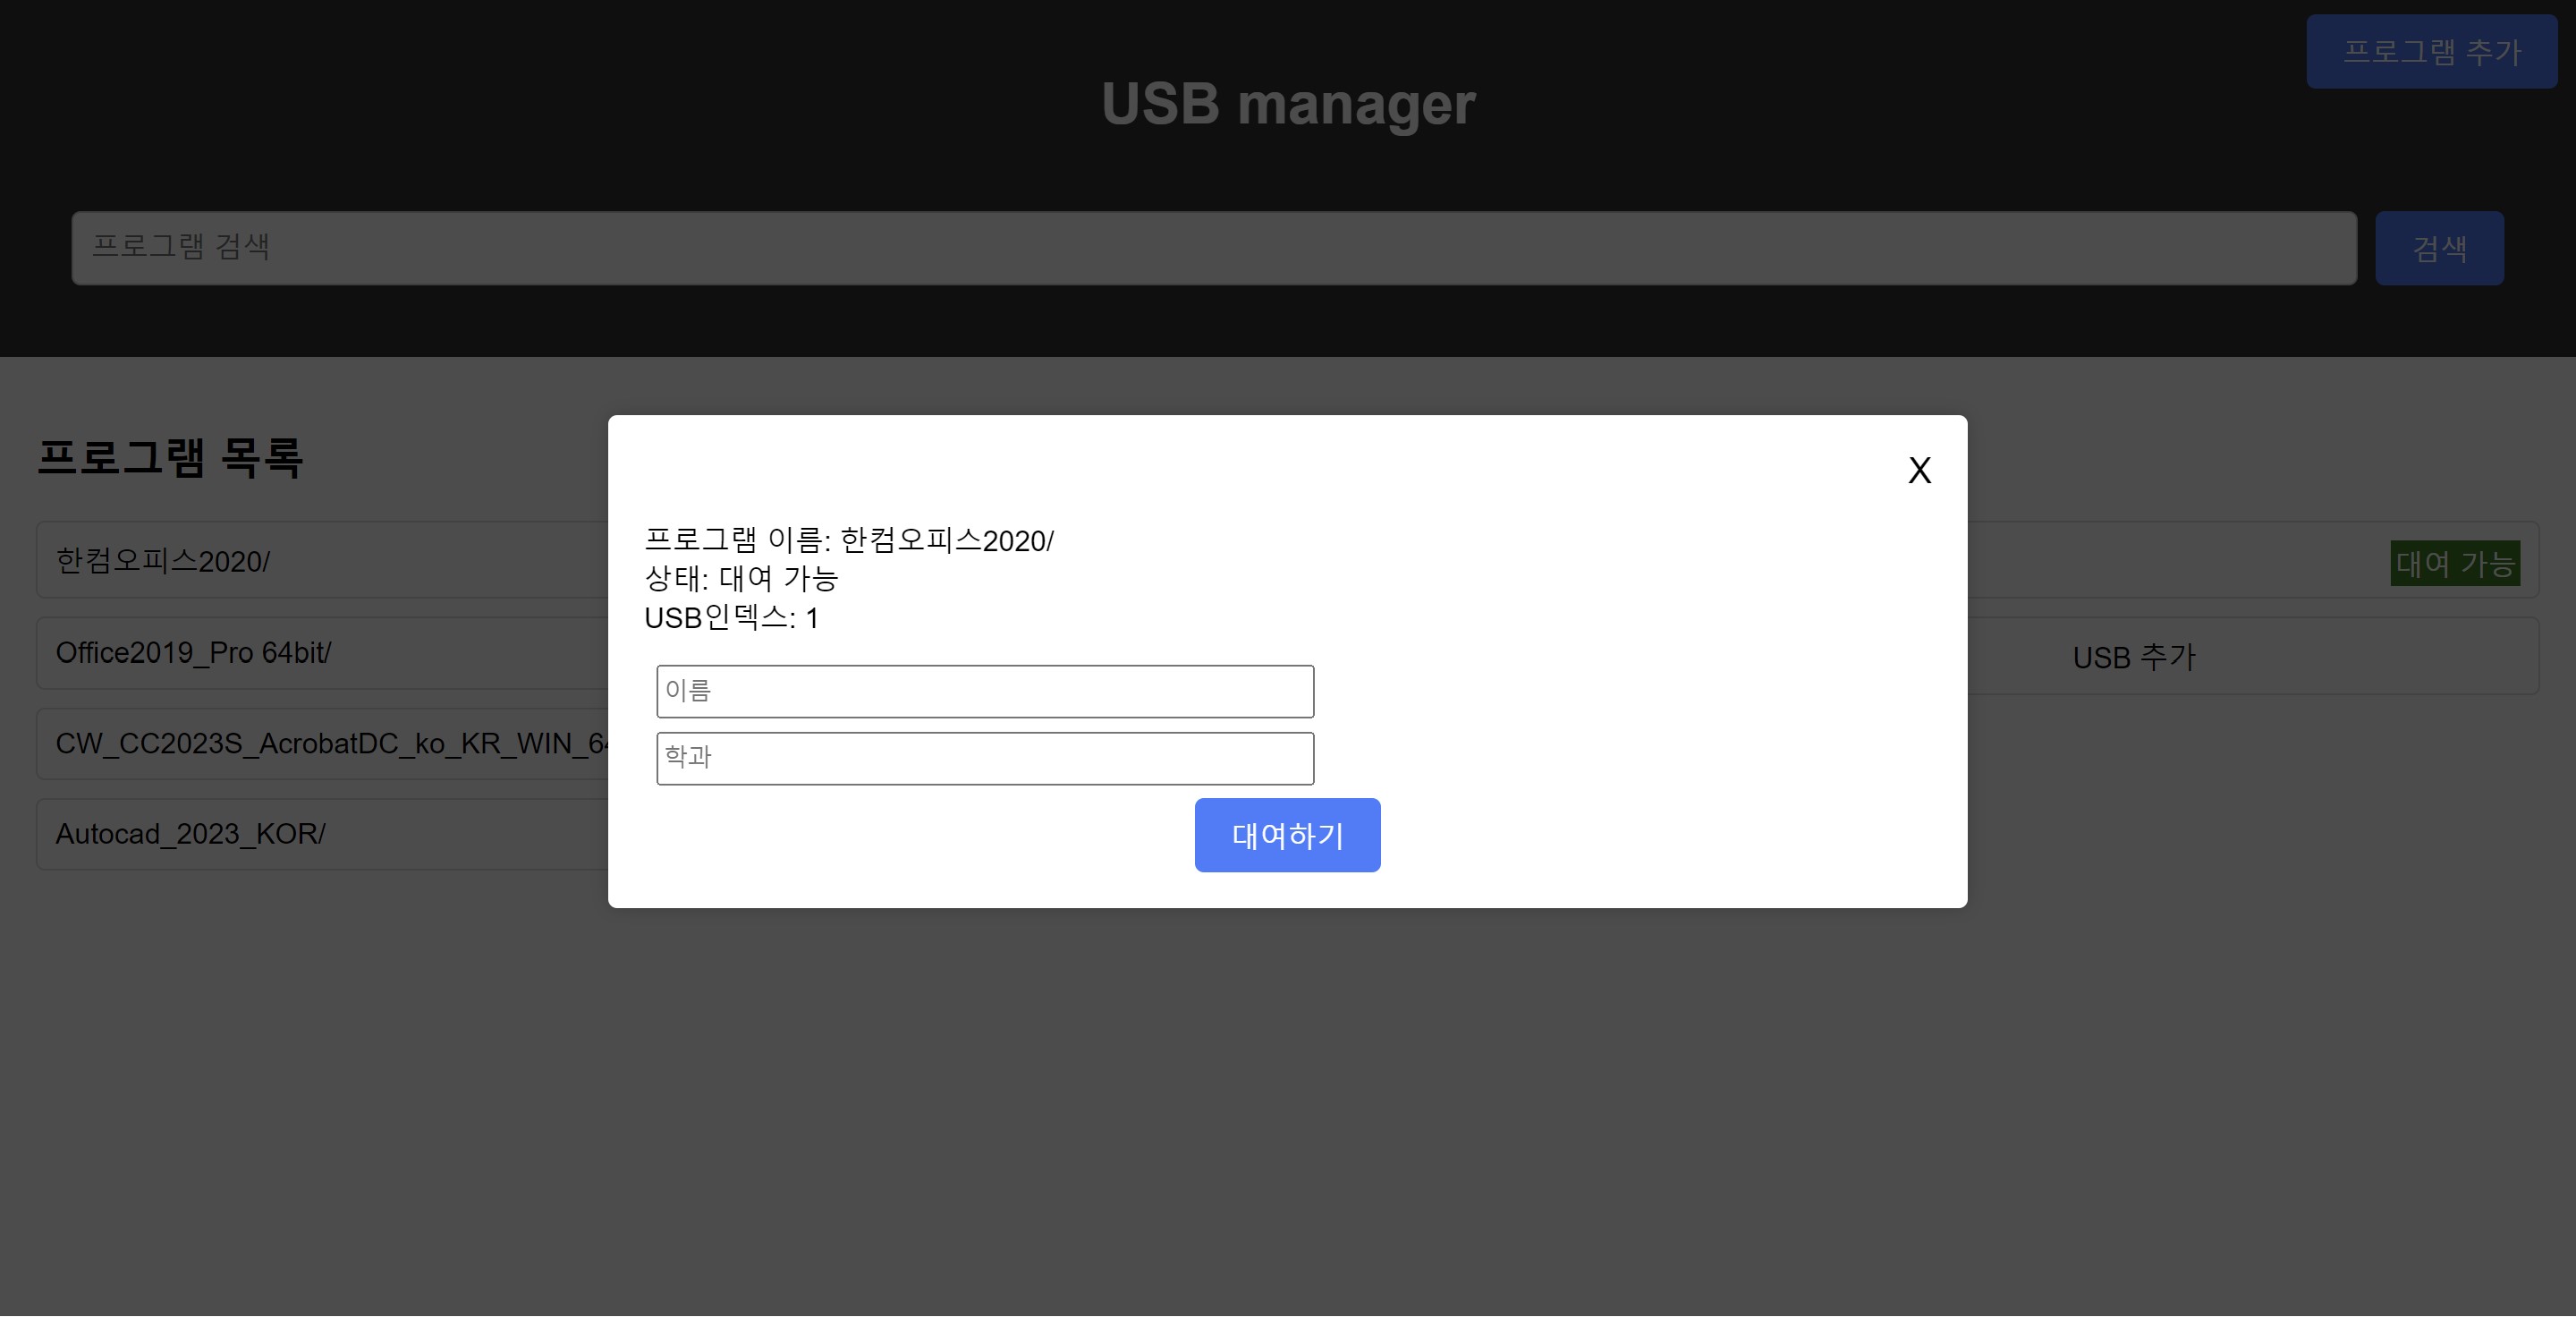 프로그램 추가
USB manager
프로그램 검색
검색
프로그램 목록
X
프로그램 이름: 한컴오피스2020/
상태: 대여 가능
USB인덱스: 1
이름
학과
대여하기
한컴오피스2020/
Office2019_Pro 64bit/
CW_CC2023S_AcrobatDC_ko_KR_WIN_64
Autocad_2023_KOR/
대여 가능
USB 추가